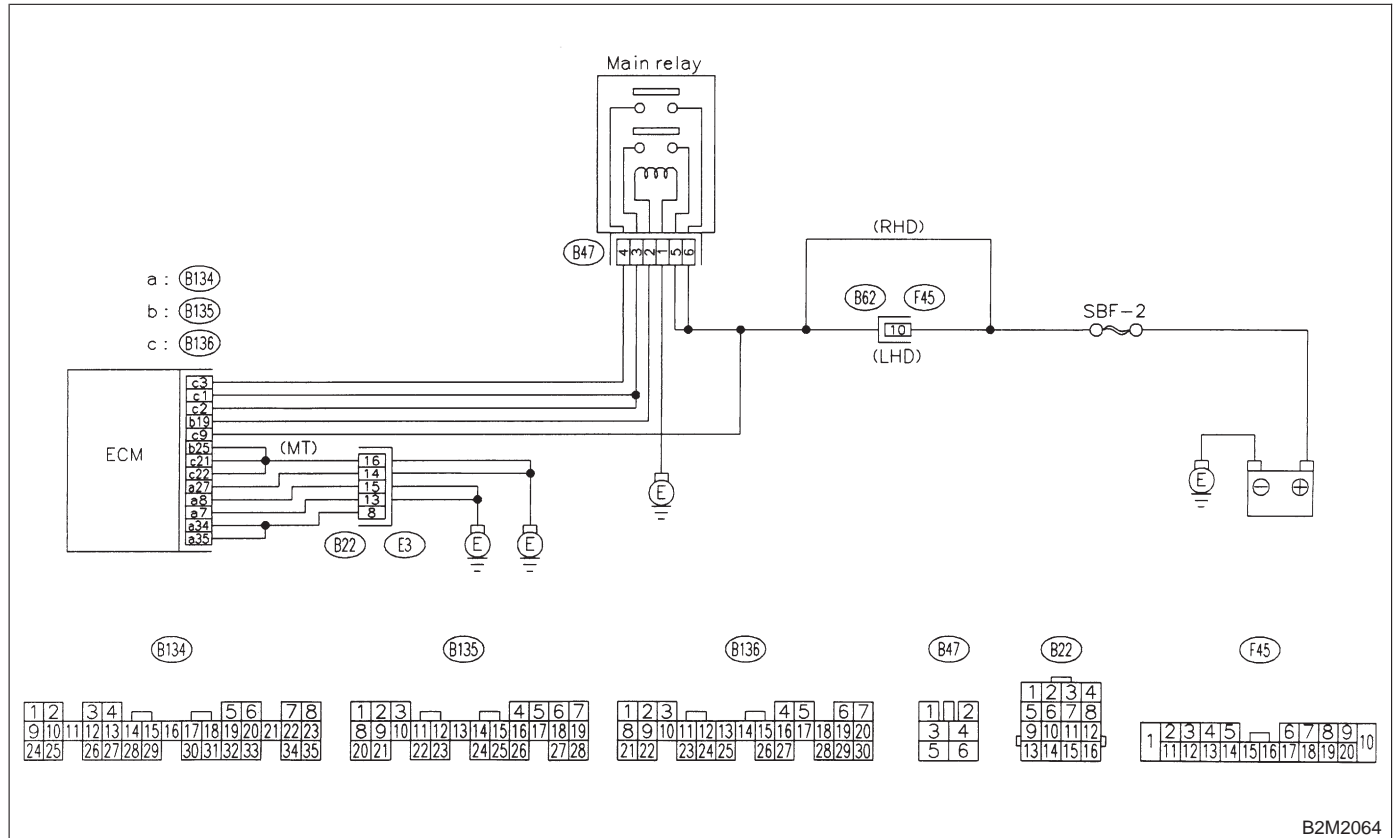 Main relay
B47
4 3 2 1 5 6
(RHD)
B62 F45
10
(LHD)
SBF-2
a : B134
b : B135
c : B136
ECM
c3
c1
c2
b19
c9
b25
c21
c22
a27
a8
a7
a34
a35
(MT)
16
14
15
13
8
B22 E3
E E E E
⊖ ⊕
B134
1 2 3 4 5 6 7 8
9 10 11 12 13 14 15 16 17 18 19 20 21 22 23
24 25 26 27 28 29 30 31 32 33 34 35
B135
1 2 3 4 5 6 7
8 9 10 11 12 13 14 15 16 17 18 19
20 21 22 23 24 25 26 27 28
B136
1 2 3 4 5 6 7
8 9 10 11 12 13 14 15 16 17 18 19 20
21 22 23 24 25 26 27 28 29 30
B47
1 2
3 4
5 6
B22
1 2 3 4
5 6 7 8
9 10 11 12
13 14 15 16
F45
1 2 3 4 5 6 7 8 9 10
11 12 13 14 15 16 17 18 19 20
B2M2064